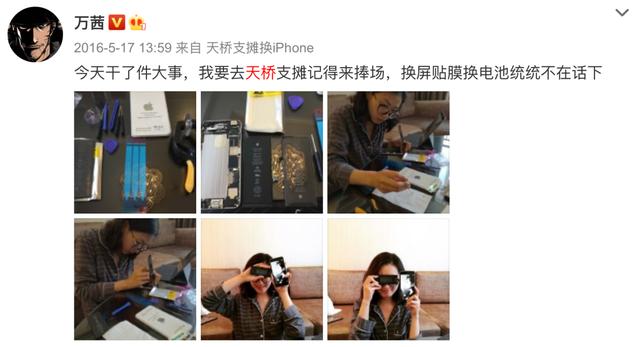 万茜
2016-5-17 13:59 来自 天桥支摊换iPhone
今天干了件大事，我要去天桥支摊记得来捧场，换屏贴膜换电池统统不在话下